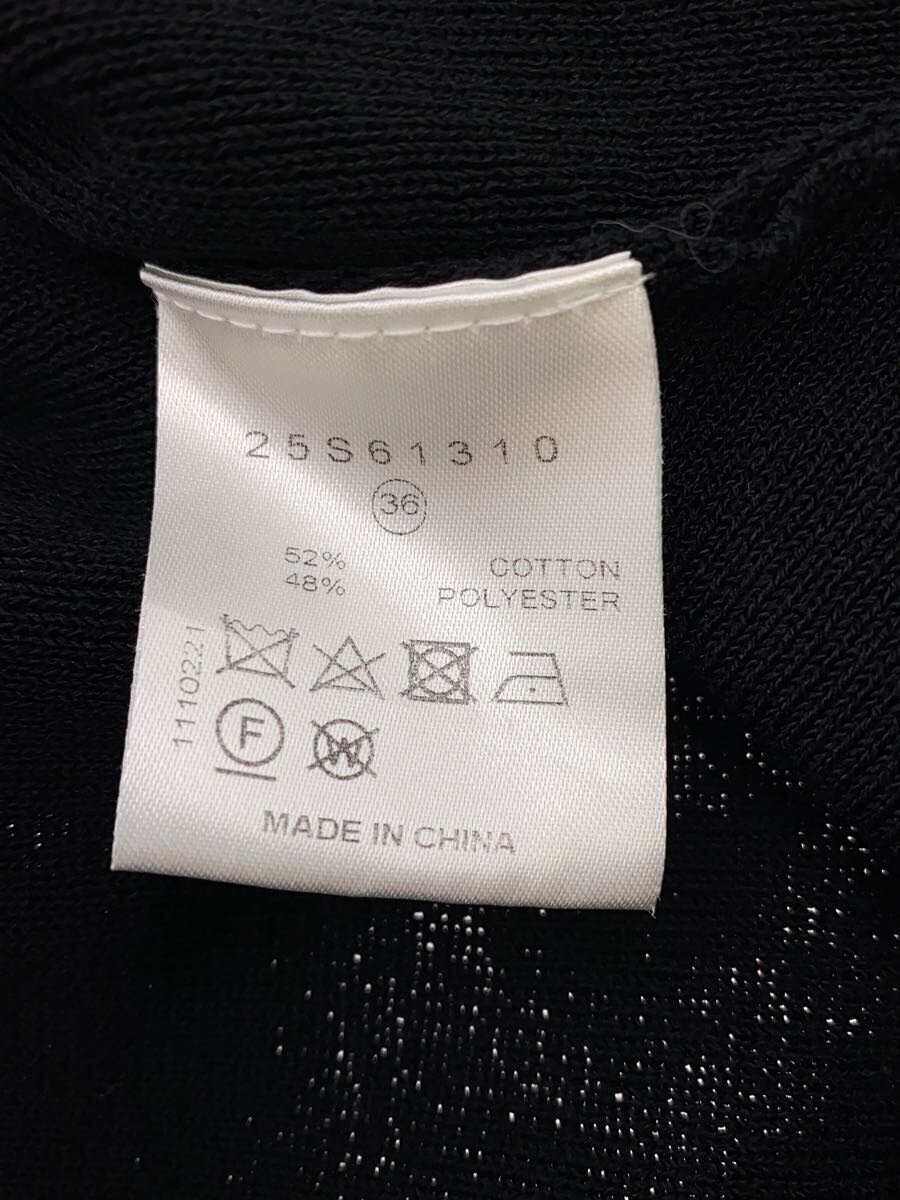 25S61310
36
52% COTTON
48% POLYESTER
1110221
F
W
MADE IN CHINA